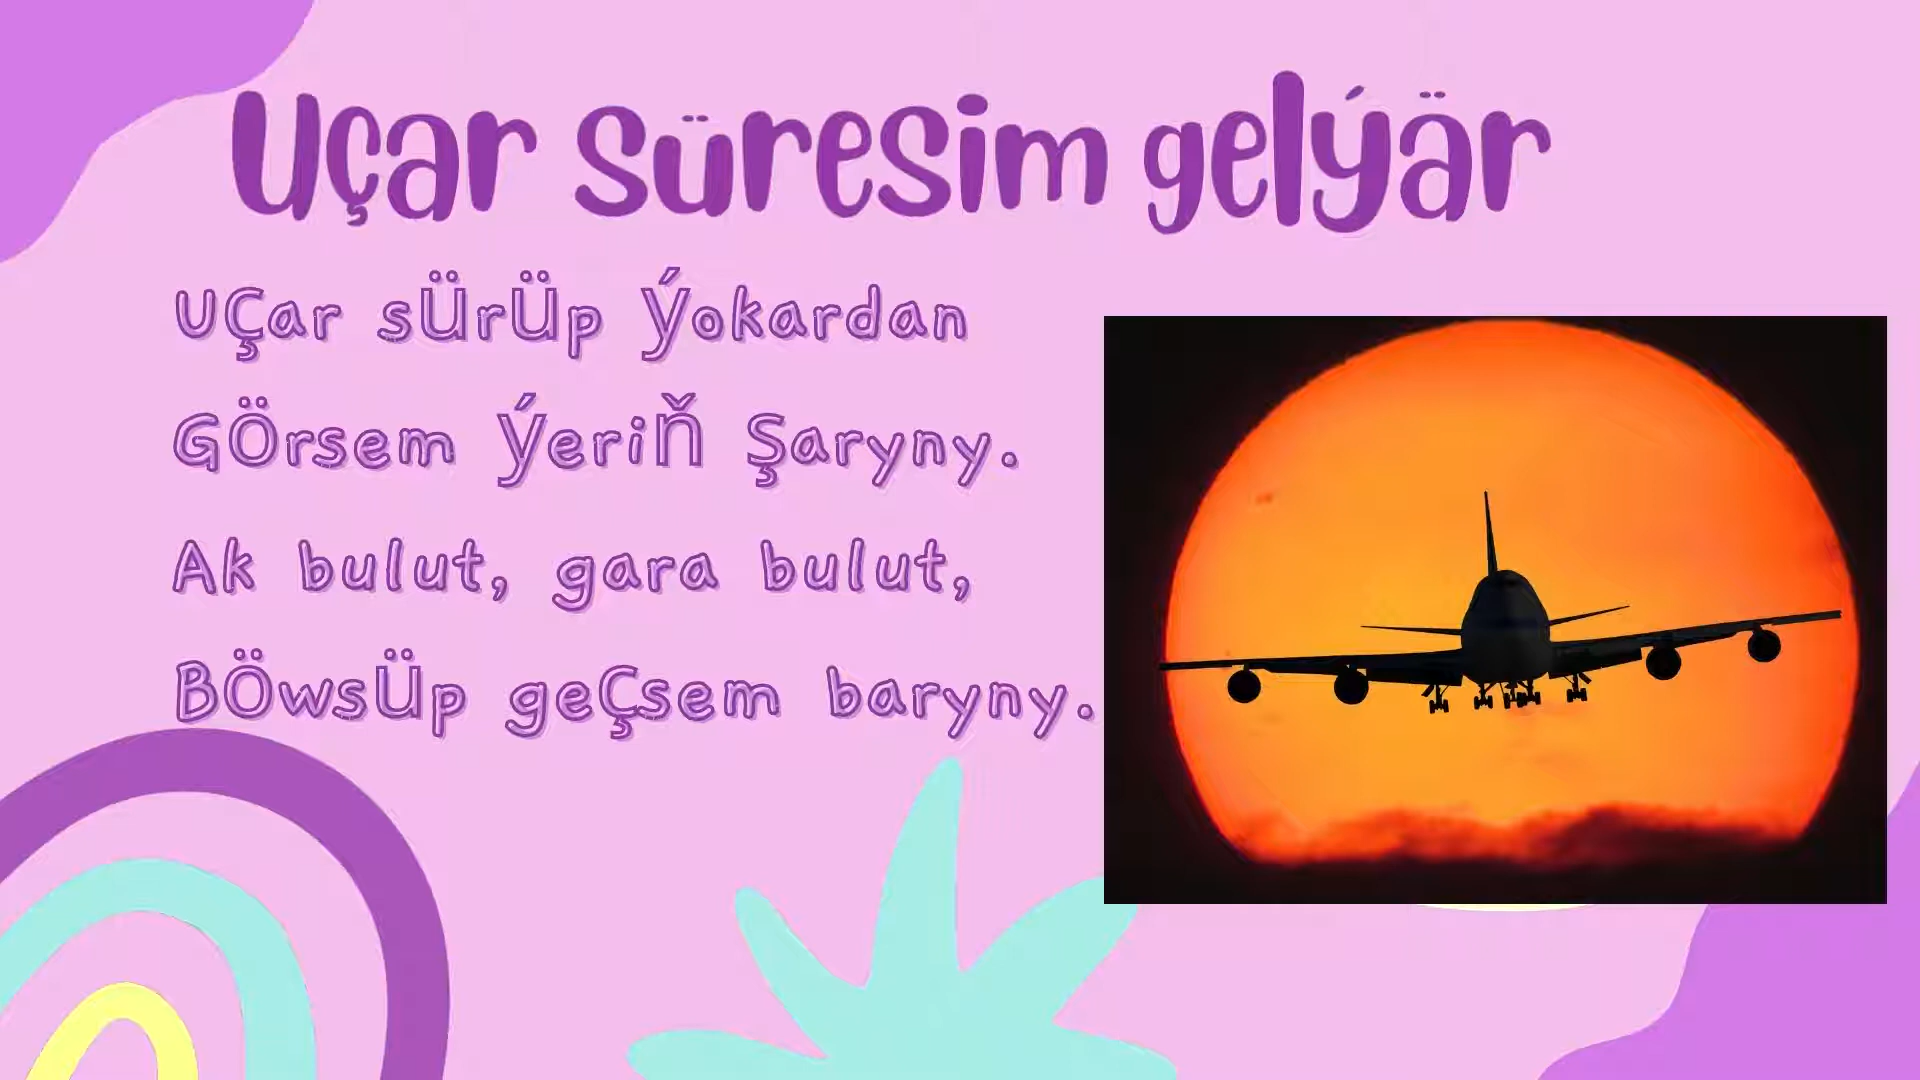 Uçar süresim gelýär
Uçar sürüp ýokardan
Görsem ýeriň şaryny.
Ak bulut, gara bulut,
Böwsüp geçsem baryny.